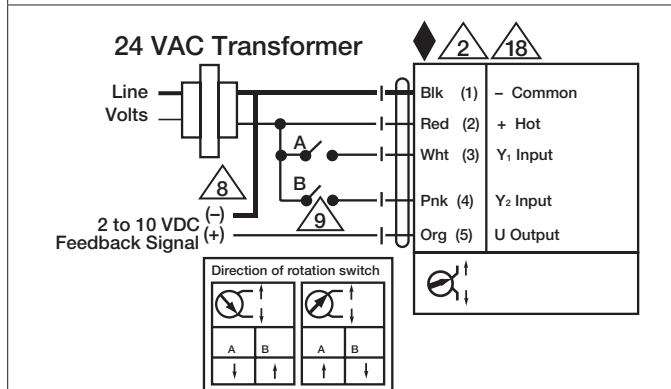 24 VAC Transformer
2
18
Line
Volts
Blk (1) – Common
Red (2) + Hot
A
Wht (3) Y₁ Input
B
Pnk (4) Y₂ Input
8
9
2 to 10 VDC (–)
Feedback Signal (+)
Org (5) U Output
Direction of rotation switch
A B A B